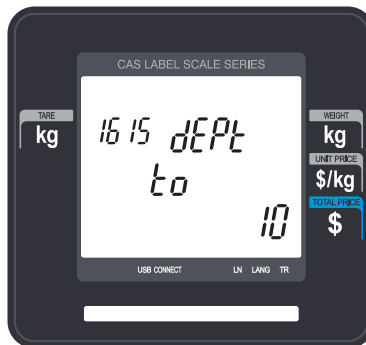 CAS LABEL SCALE SERIES
TARE
kg
WEIGHT
kg
UNIT PRICE
$/kg
TOTAL PRICE
$
1615 dEPt
to
10
USB CONNECT LN LANG TR